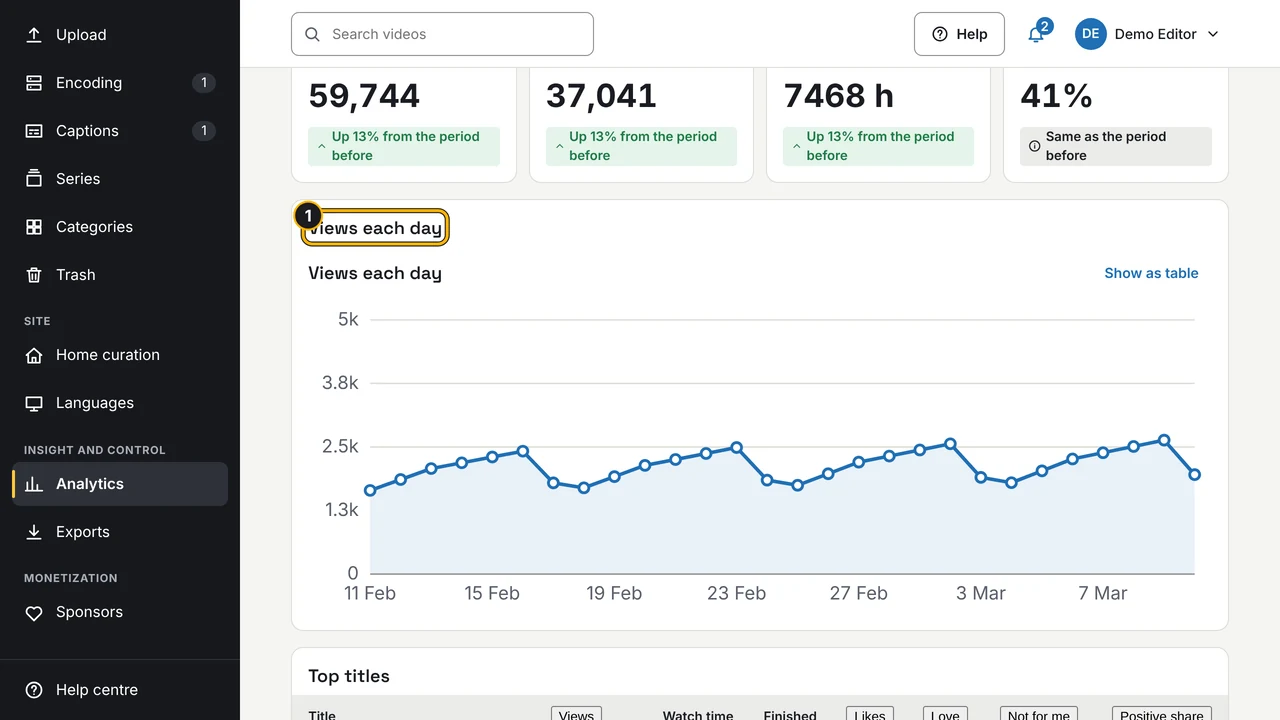 Upload
Encoding 1
Captions 1
Series
Categories
Trash
SITE
Home curation
Languages
INSIGHT AND CONTROL
Analytics
Exports
MONETIZATION
Sponsors
Help centre
Search videos
Help
2
DE Demo Editor
59,744
Up 13% from the period
before
37,041
Up 13% from the period
before
7468 h
Up 13% from the period
before
41%
Same as the period
before
1
Views each day
Views each day
Show as table
5k
3.8k
2.5k
1.3k
0
11 Feb 15 Feb 19 Feb 23 Feb 27 Feb 3 Mar 7 Mar
Top titles
Title Views Watch time Finished Likes Love Not for me Positive share